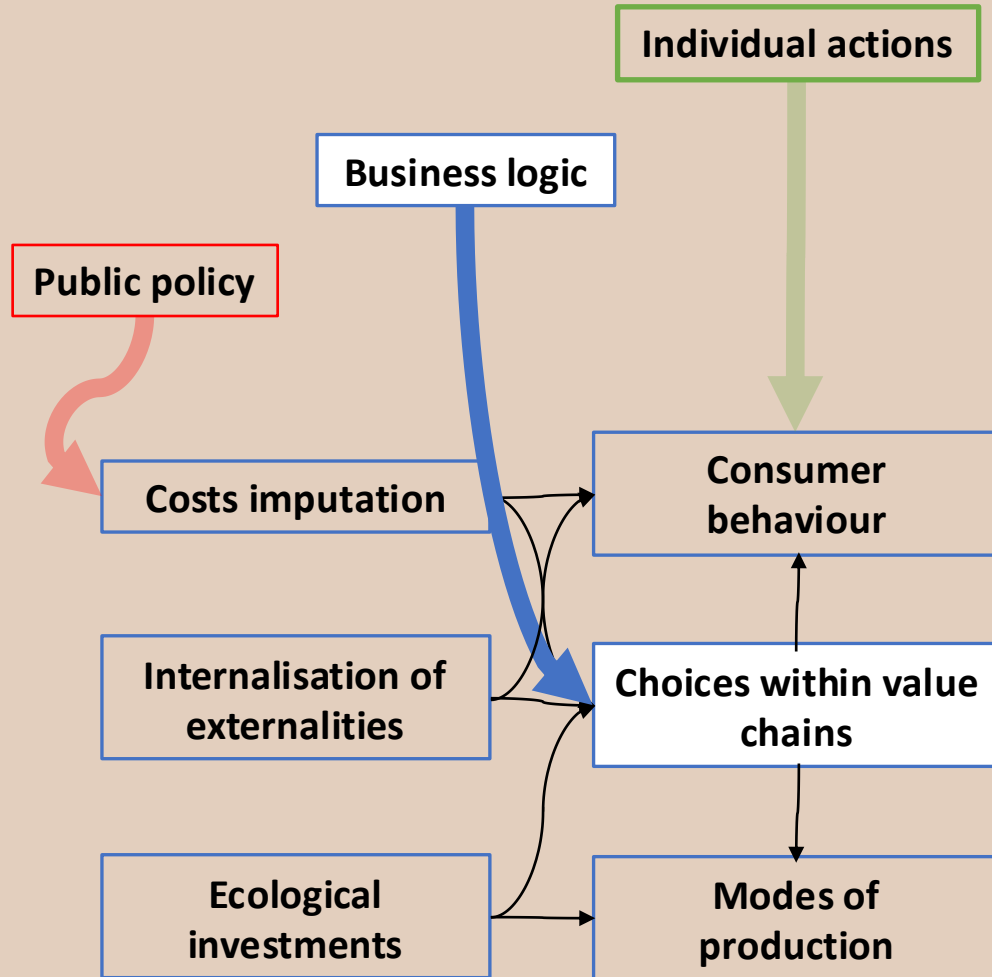 Individual actions
Business logic
Public policy
Costs imputation
Consumer
behaviour
Internalisation of
externalities
Choices within value
chains
Ecological
investments
Modes of
production